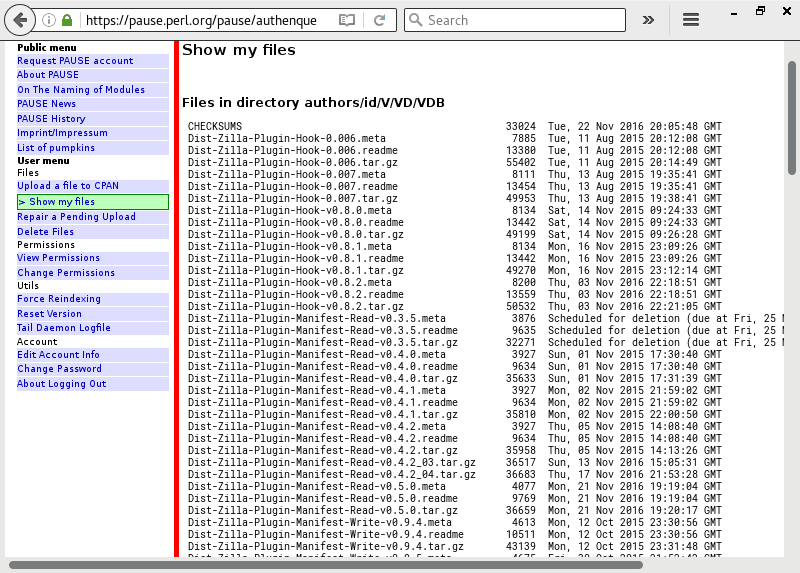 https://pause.perl.org/pause/authenque
Search
Public menu
Request PAUSE account
About PAUSE
On The Naming of Modules
PAUSE News
PAUSE History
Imprint/Impressum
List of pumpkins
User menu
Files
Upload a file to CPAN
> Show my files
Repair a Pending Upload
Delete Files
Permissions
View Permissions
Change Permissions
Utils
Force Reindexing
Reset Version
Tail Daemon Logfile
Account
Edit Account Info
Change Password
About Logging Out
Show my files
Files in directory authors/id/V/VD/VDB
CHECKSUMS 33024 Tue, 22 Nov 2016 20:05:48 GMT
Dist-Zilla-Plugin-Hook-0.006.meta 7885 Tue, 11 Aug 2015 20:12:08 GMT
Dist-Zilla-Plugin-Hook-0.006.readme 13380 Tue, 11 Aug 2015 20:12:08 GMT
Dist-Zilla-Plugin-Hook-0.006.tar.gz 55402 Tue, 11 Aug 2015 20:14:49 GMT
Dist-Zilla-Plugin-Hook-0.007.meta 8111 Thu, 13 Aug 2015 19:35:41 GMT
Dist-Zilla-Plugin-Hook-0.007.readme 13454 Thu, 13 Aug 2015 19:35:41 GMT
Dist-Zilla-Plugin-Hook-0.007.tar.gz 49953 Thu, 13 Aug 2015 19:38:41 GMT
Dist-Zilla-Plugin-Hook-v0.8.0.meta 8134 Sat, 14 Nov 2015 09:24:33 GMT
Dist-Zilla-Plugin-Hook-v0.8.0.readme 13442 Sat, 14 Nov 2015 09:24:33 GMT
Dist-Zilla-Plugin-Hook-v0.8.0.tar.gz 49199 Sat, 14 Nov 2015 09:26:28 GMT
Dist-Zilla-Plugin-Hook-v0.8.1.meta 8134 Mon, 16 Nov 2015 23:09:26 GMT
Dist-Zilla-Plugin-Hook-v0.8.1.readme 13442 Mon, 16 Nov 2015 23:09:26 GMT
Dist-Zilla-Plugin-Hook-v0.8.1.tar.gz 49270 Mon, 16 Nov 2015 23:12:14 GMT
Dist-Zilla-Plugin-Hook-v0.8.2.meta 8200 Thu, 03 Nov 2016 22:18:51 GMT
Dist-Zilla-Plugin-Hook-v0.8.2.readme 13559 Thu, 03 Nov 2016 22:18:51 GMT
Dist-Zilla-Plugin-Hook-v0.8.2.tar.gz 50532 Thu, 03 Nov 2016 22:21:05 GMT
Dist-Zilla-Plugin-Manifest-Read-v0.3.5.meta 3876 Scheduled for deletion (due at Fri, 25
Dist-Zilla-Plugin-Manifest-Read-v0.3.5.readme 9635 Scheduled for deletion (due at Fri, 25
Dist-Zilla-Plugin-Manifest-Read-v0.3.5.tar.gz 32271 Scheduled for deletion (due at Fri, 25
Dist-Zilla-Plugin-Manifest-Read-v0.4.0.meta 3927 Sun, 01 Nov 2015 17:30:40 GMT
Dist-Zilla-Plugin-Manifest-Read-v0.4.0.readme 9634 Sun, 01 Nov 2015 17:30:40 GMT
Dist-Zilla-Plugin-Manifest-Read-v0.4.0.tar.gz 35633 Sun, 01 Nov 2015 17:31:39 GMT
Dist-Zilla-Plugin-Manifest-Read-v0.4.1.meta 3927 Mon, 02 Nov 2015 21:59:02 GMT
Dist-Zilla-Plugin-Manifest-Read-v0.4.1.readme 9634 Mon, 02 Nov 2015 21:59:02 GMT
Dist-Zilla-Plugin-Manifest-Read-v0.4.1.tar.gz 35810 Mon, 02 Nov 2015 22:00:50 GMT
Dist-Zilla-Plugin-Manifest-Read-v0.4.2.meta 3927 Thu, 05 Nov 2015 14:08:40 GMT
Dist-Zilla-Plugin-Manifest-Read-v0.4.2.readme 9634 Thu, 05 Nov 2015 14:08:40 GMT
Dist-Zilla-Plugin-Manifest-Read-v0.4.2.tar.gz 35958 Thu, 05 Nov 2015 14:13:26 GMT
Dist-Zilla-Plugin-Manifest-Read-v0.4.2_03.tar.gz 36517 Sun, 13 Nov 2016 15:05:31 GMT
Dist-Zilla-Plugin-Manifest-Read-v0.4.2_04.tar.gz 36683 Thu, 17 Nov 2016 21:53:28 GMT
Dist-Zilla-Plugin-Manifest-Read-v0.5.0.meta 4077 Mon, 21 Nov 2016 19:19:04 GMT
Dist-Zilla-Plugin-Manifest-Read-v0.5.0.readme 9769 Mon, 21 Nov 2016 19:19:04 GMT
Dist-Zilla-Plugin-Manifest-Read-v0.5.0.tar.gz 36659 Mon, 21 Nov 2016 19:20:17 GMT
Dist-Zilla-Plugin-Manifest-Write-v0.9.4.meta 4613 Mon, 12 Oct 2015 23:30:56 GMT
Dist-Zilla-Plugin-Manifest-Write-v0.9.4.readme 10511 Mon, 12 Oct 2015 23:30:56 GMT
Dist-Zilla-Plugin-Manifest-Write-v0.9.4.tar.gz 43139 Mon, 12 Oct 2015 23:31:48 GMT